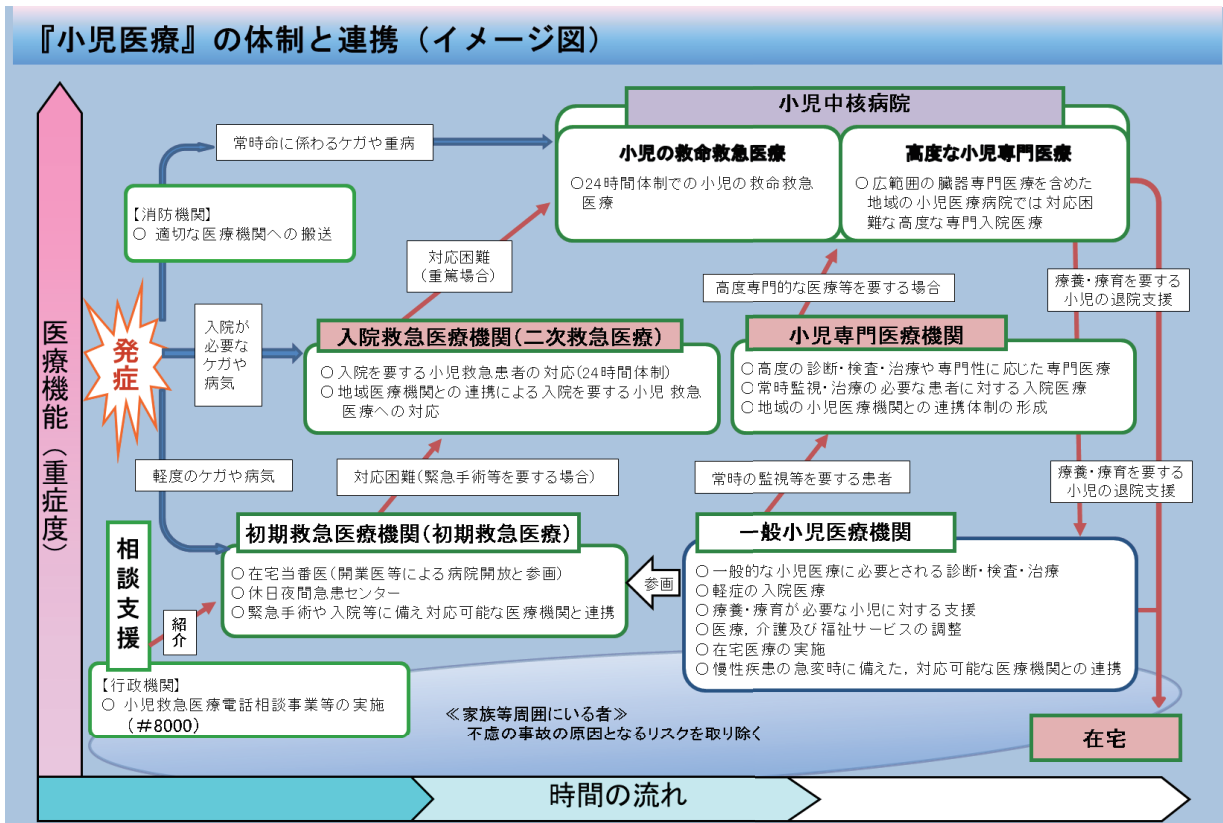 『小児医療』の体制と連携（イメージ図）
医療機能（重症度）
小児中核病院
小児の救命救急医療
○24時間体制での小児の救命救急
医療
高度な小児専門医療
○広範囲の臓器専門医療を含めた
地域の小児医療病院では対応困
難な高度な専門入院医療
常時命に係わるケガや重病
【消防機関】
○ 適切な医療機関への搬送
発症
入院が
必要な
ケガや
病気
軽度のケガや病気
対応困難
（重篤場合）
高度専門的な医療等を要する場合
療養・療育を要する
小児の退院支援
入院救急医療機関(二次救急医療)
○入院を要する小児救急患者の対応(24時間体制)
○地域医療機関との連携による入院を要する小児 救急
医療への対応
小児専門医療機関
○高度の診断・検査・治療や専門性に応じた専門医療
○常時監視・治療の必要な患者に対する入院医療
○地域の小児医療機関との連携体制の形成
対応困難(緊急手術等を要する場合)
常時の監視等を要する患者
療養・療育を要する
小児の退院支援
初期救急医療機関(初期救急医療)
○在宅当番医(開業医等による病院開放と参画)
○休日夜間急患センター
○緊急手術や入院等に備え対応可能な医療機関と連携
参画
一般小児医療機関
○一般的な小児医療に必要とされる診断・検査・治療
○軽症の入院医療
○療養・療育が必要な小児に対する支援
○医療，介護及び福祉サービスの調整
○在宅医療の実施
○慢性疾患の急変時に備えた，対応可能な医療機関との連携
相談支援
紹介
【行政機関】
○ 小児救急医療電話相談事業等の実施
(＃8000)
≪家族等周囲にいる者≫
不慮の事故の原因となるリスクを取り除く
在宅
時間の流れ